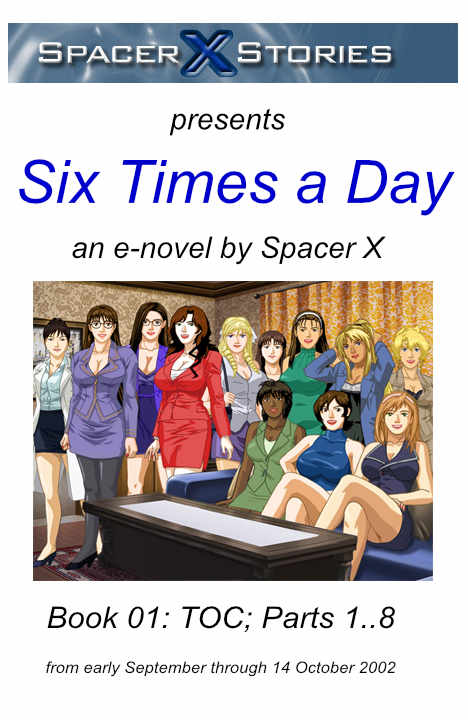 SPACER X STORIES
presents
Six Times a Day
an e-novel by Spacer X
Book 01: TOC; Parts 1..8
from early September through 14 October 2002